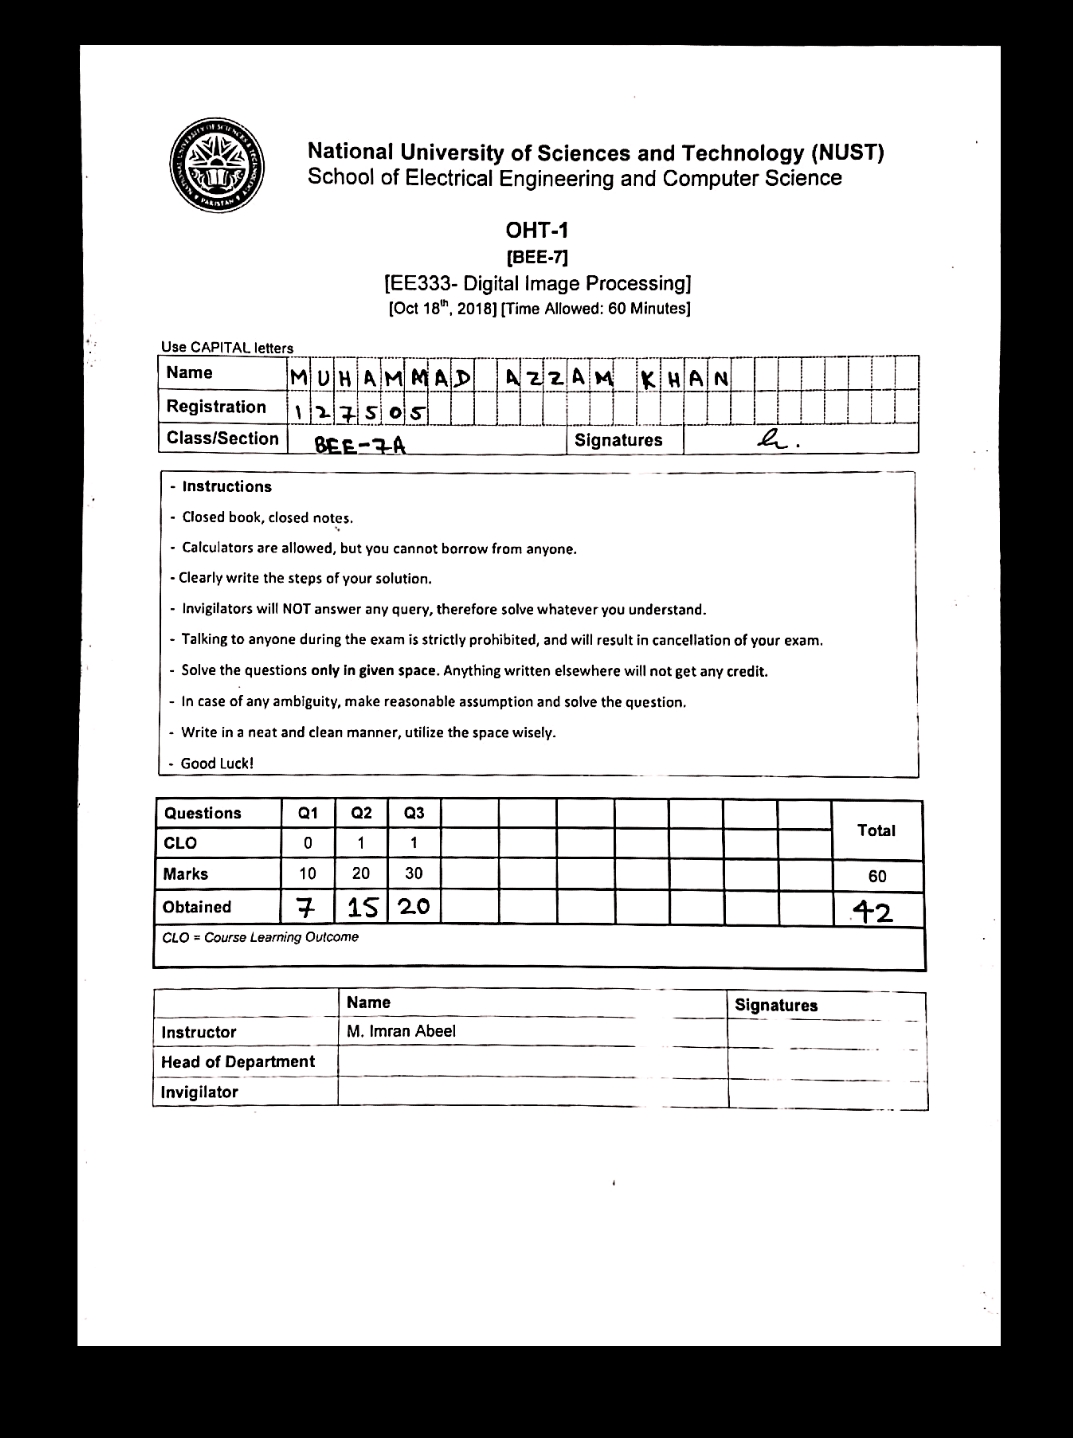 National University of Sciences and Technology (NUST)
School of Electrical Engineering and Computer Science
OHT-1
[BEE-7]
[EE333- Digital Image Processing]
[Oct 18th, 2018] [Time Allowed: 60 Minutes]
Use CAPITAL letters
Name MUHAMMAD AZZAM KHAN
Registration 127505
Class/Section BEE-7A Signatures
- Instructions
- Closed book, closed notes.
- Calculators are allowed, but you cannot borrow from anyone.
- Clearly write the steps of your solution.
- Invigilators will NOT answer any query, therefore solve whatever you understand.
- Talking to anyone during the exam is strictly prohibited, and will result in cancellation of your exam.
- Solve the questions only in given space. Anything written elsewhere will not get any credit.
- In case of any ambiguity, make reasonable assumption and solve the question.
- Write in a neat and clean manner, utilize the space wisely.
- Good Luck!
Questions Q1 Q2 Q3 Total
CLO 0 1 1
Marks 10 20 30 60
Obtained 7 15 20 42
CLO = Course Learning Outcome
Name Signatures
Instructor M. Imran Abeel
Head of Department
Invigilator